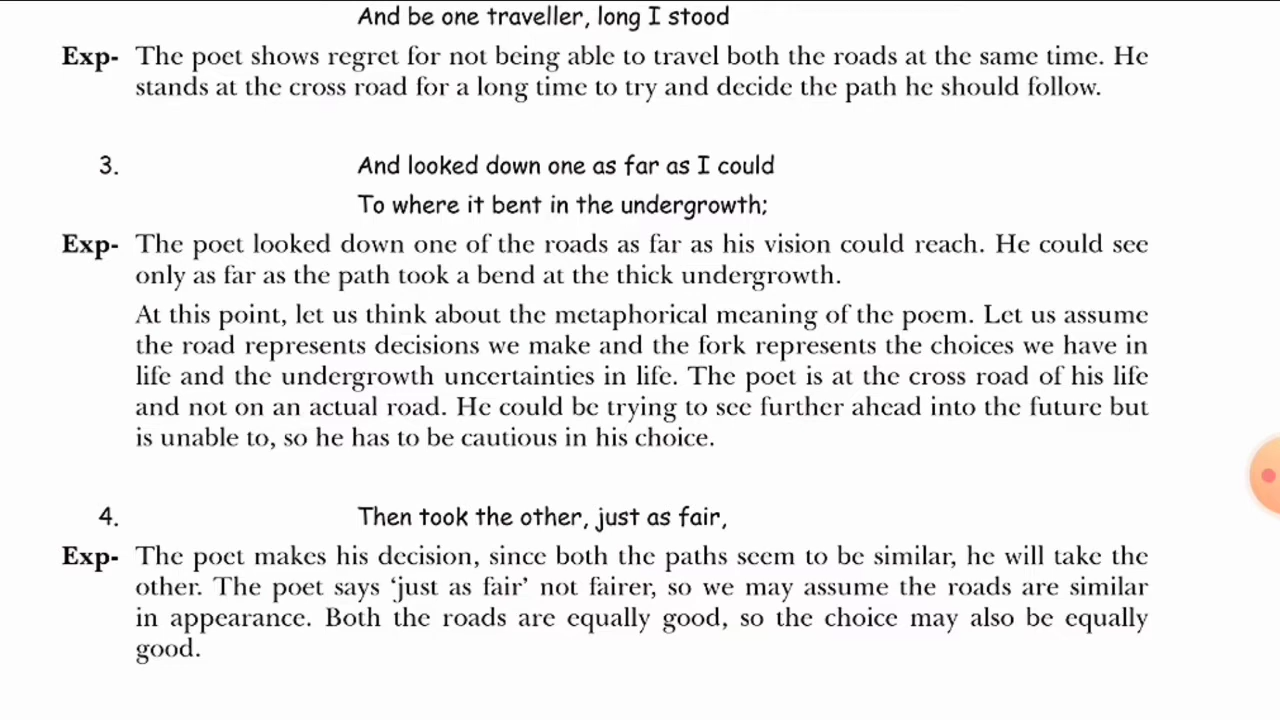 And be one traveller, long I stood
Exp- The poet shows regret for not being able to travel both the roads at the same time. He
stands at the cross road for a long time to try and decide the path he should follow.
3. And looked down one as far as I could
To where it bent in the undergrowth;
Exp- The poet looked down one of the roads as far as his vision could reach. He could see
only as far as the path took a bend at the thick undergrowth.
At this point, let us think about the metaphorical meaning of the poem. Let us assume
the road represents decisions we make and the fork represents the choices we have in
life and the undergrowth uncertainties in life. The poet is at the cross road of his life
and not on an actual road. He could be trying to see further ahead into the future but
is unable to, so he has to be cautious in his choice.
4. Then took the other, just as fair,
Exp- The poet makes his decision, since both the paths seem to be similar, he will take the
other. The poet says ‘just as fair’ not fairer, so we may assume the roads are similar
in appearance. Both the roads are equally good, so the choice may also be equally
good.